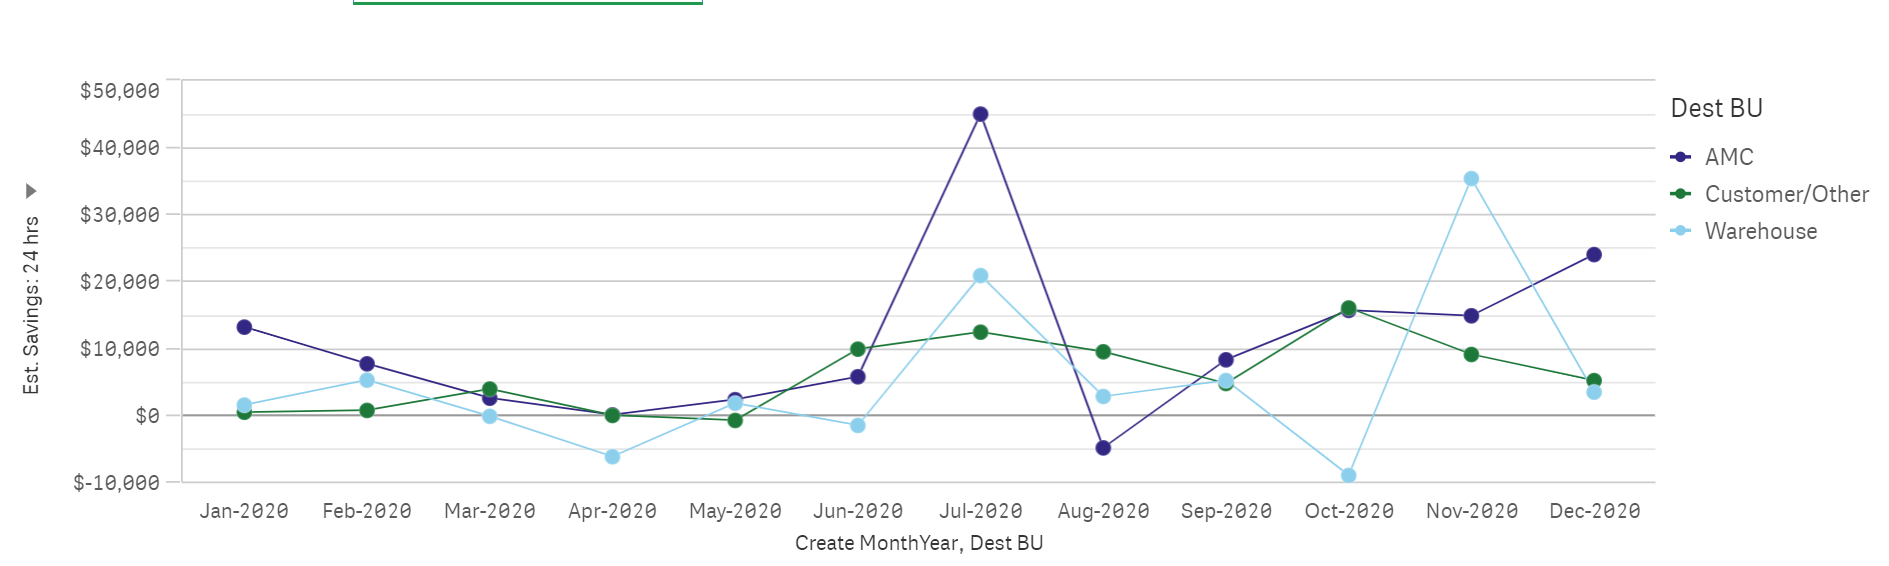 $50,000
$40,000
$30,000
$20,000
$10,000
$0
$-10,000
Est. Savings: 24 hrs
Jan-2020 Feb-2020 Mar-2020 Apr-2020 May-2020 Jun-2020 Jul-2020 Aug-2020 Sep-2020 Oct-2020 Nov-2020 Dec-2020
Create MonthYear, Dest BU
Dest BU
AMC
Customer/Other
Warehouse